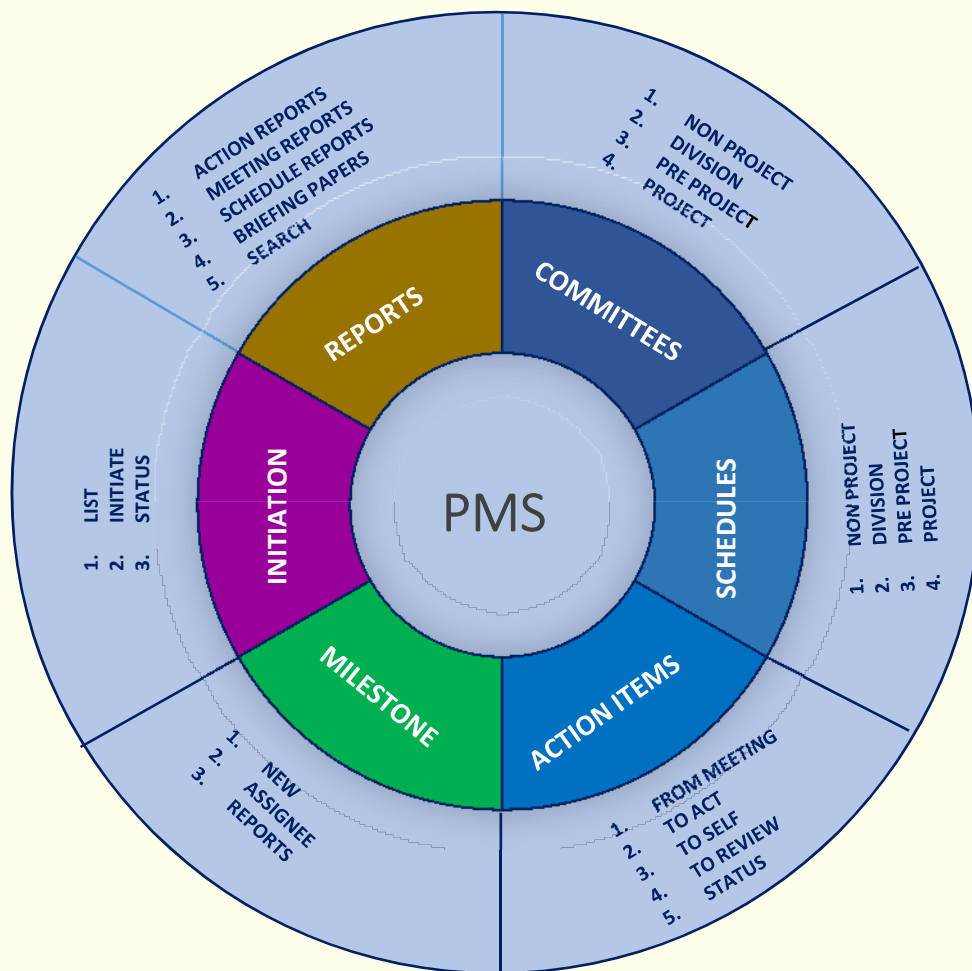 PMS
REPORTS
1. ACTION REPORTS
2. MEETING REPORTS
3. SCHEDULE REPORTS
4. BRIEFING PAPERS
5. SEARCH
COMMITTEES
1. NON PROJECT
2. DIVISION
3. PRE PROJECT
4. PROJECT
SCHEDULES
1. NON PROJECT
2. DIVISION
3. PRE PROJECT
4. PROJECT
ACTION ITEMS
1. FROM MEETING
2. TO ACT
3. TO SELF
4. TO REVIEW
5. STATUS
MILESTONE
1. NEW
2. ASSIGNEE
3. REPORTS
INITIATION
1. LIST
2. INITIATE
3. STATUS